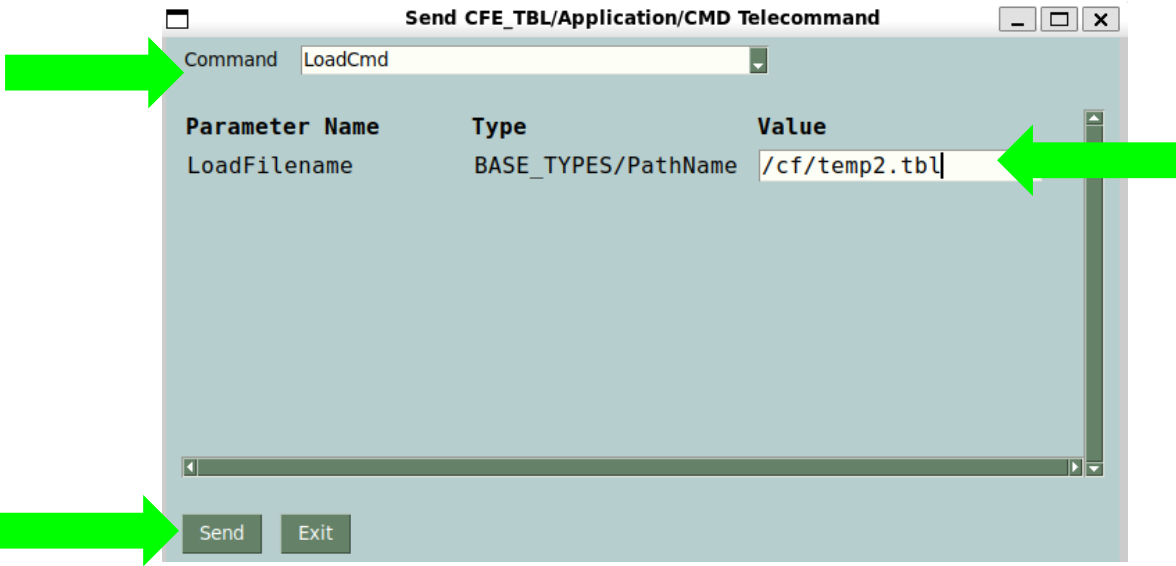 Send CFE_TBL/Application/CMD Telecommand
Command LoadCmd
Parameter Name Type Value
LoadFilename BASE_TYPES/PathName /cf/temp2.tbl
Send Exit